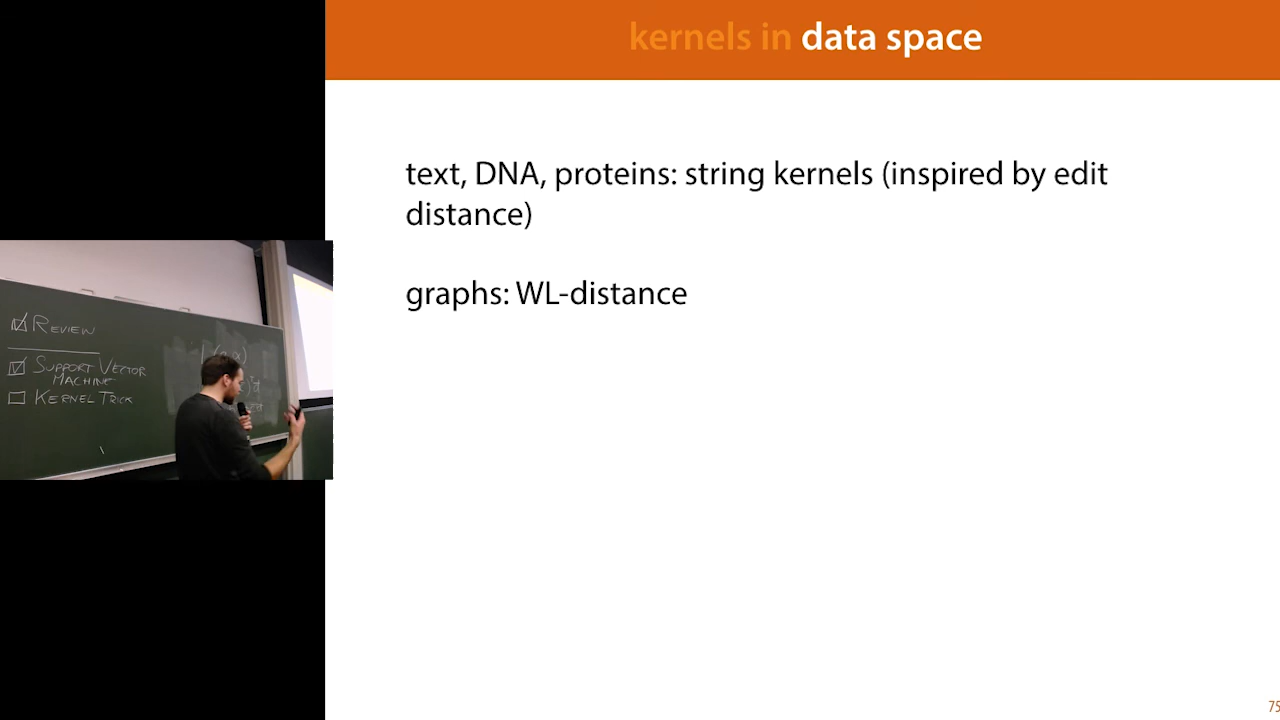 kernels in data space
text, DNA, proteins: string kernels (inspired by edit
distance)
graphs: WL-distance
REVIEW
SUPPORT VECTOR
MACHINE
KERNEL TRICK
75